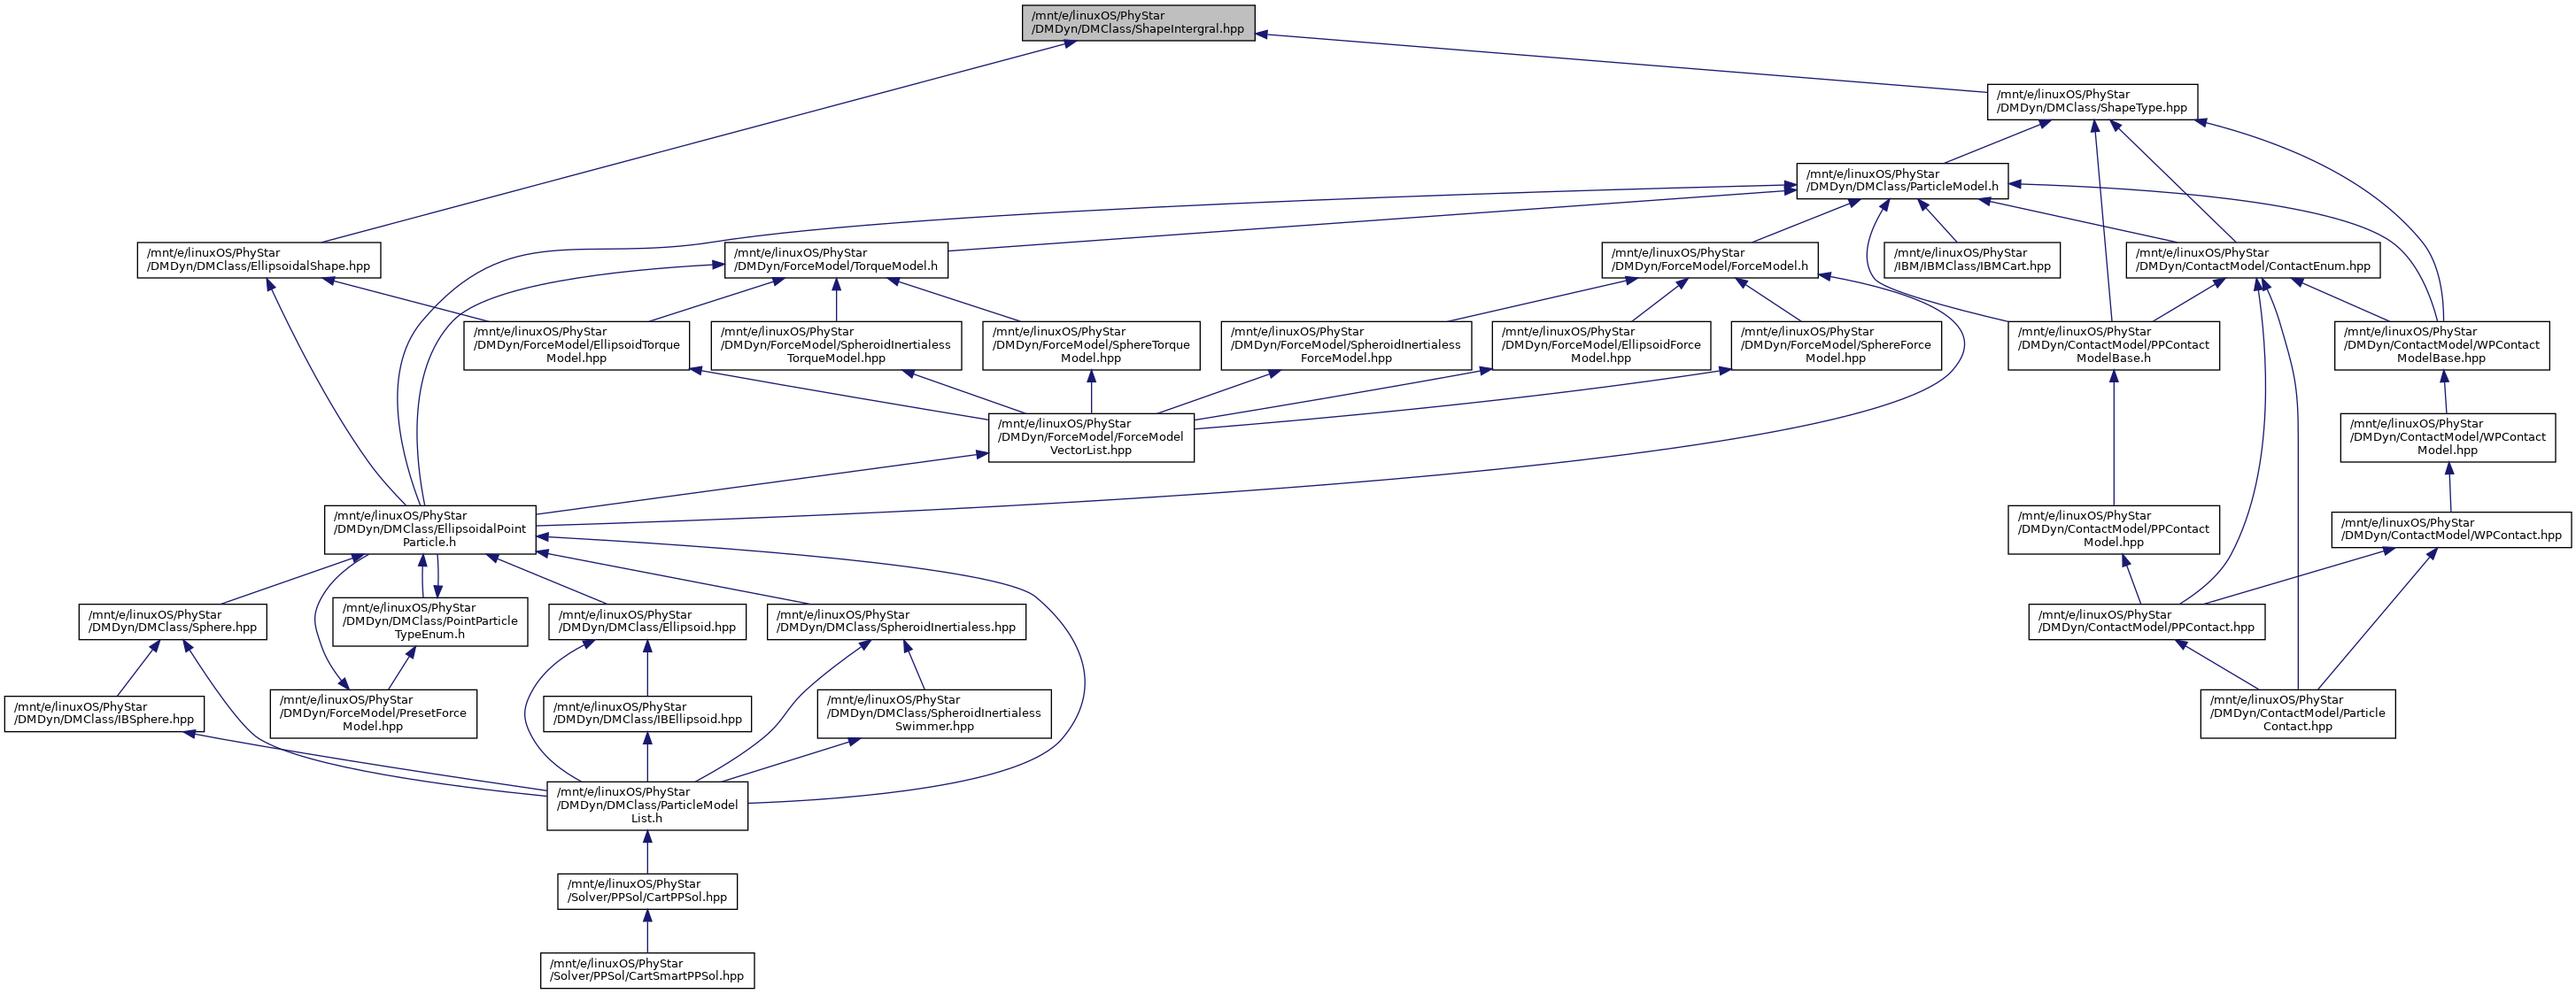 /mnt/e/linuxOS/PhyStar
/DMDyn/DMClass/ShapeIntergral.hpp
/mnt/e/linuxOS/PhyStar
/DMDyn/DMClass/ShapeType.hpp
/mnt/e/linuxOS/PhyStar
/DMDyn/DMClass/ParticleModel.h
/mnt/e/linuxOS/PhyStar
/DMDyn/DMClass/EllipsoidalShape.hpp
/mnt/e/linuxOS/PhyStar
/DMDyn/ForceModel/TorqueModel.h
/mnt/e/linuxOS/PhyStar
/DMDyn/ForceModel/ForceModel.h
/mnt/e/linuxOS/PhyStar
/IBM/IBMClass/IBMCart.hpp
/mnt/e/linuxOS/PhyStar
/DMDyn/ContactModel/ContactEnum.hpp
/mnt/e/linuxOS/PhyStar
/DMDyn/ForceModel/EllipsoidTorque
Model.hpp
/mnt/e/linuxOS/PhyStar
/DMDyn/ForceModel/SpheroidInertialess
TorqueModel.hpp
/mnt/e/linuxOS/PhyStar
/DMDyn/ForceModel/SphereTorque
Model.hpp
/mnt/e/linuxOS/PhyStar
/DMDyn/ForceModel/SpheroidInertialess
ForceModel.hpp
/mnt/e/linuxOS/PhyStar
/DMDyn/ForceModel/EllipsoidForce
Model.hpp
/mnt/e/linuxOS/PhyStar
/DMDyn/ForceModel/SphereForce
Model.hpp
/mnt/e/linuxOS/PhyStar
/DMDyn/ContactModel/PPContact
ModelBase.h
/mnt/e/linuxOS/PhyStar
/DMDyn/ContactModel/WPContact
ModelBase.hpp
/mnt/e/linuxOS/PhyStar
/DMDyn/ForceModel/ForceModel
VectorList.hpp
/mnt/e/linuxOS/PhyStar
/DMDyn/ContactModel/WPContact
Model.hpp
/mnt/e/linuxOS/PhyStar
/DMDyn/DMClass/EllipsoidalPoint
Particle.h
/mnt/e/linuxOS/PhyStar
/DMDyn/ContactModel/PPContact
Model.hpp
/mnt/e/linuxOS/PhyStar
/DMDyn/ContactModel/WPContact.hpp
/mnt/e/linuxOS/PhyStar
/DMDyn/DMClass/Sphere.hpp
/mnt/e/linuxOS/PhyStar
/DMDyn/DMClass/PointParticle
TypeEnum.h
/mnt/e/linuxOS/PhyStar
/DMDyn/DMClass/Ellipsoid.hpp
/mnt/e/linuxOS/PhyStar
/DMDyn/DMClass/SpheroidInertialess.hpp
/mnt/e/linuxOS/PhyStar
/DMDyn/ContactModel/PPContact.hpp
/mnt/e/linuxOS/PhyStar
/DMDyn/DMClass/IBSphere.hpp
/mnt/e/linuxOS/PhyStar
/DMDyn/ForceModel/PresetForce
Model.hpp
/mnt/e/linuxOS/PhyStar
/DMDyn/DMClass/IBEllipsoid.hpp
/mnt/e/linuxOS/PhyStar
/DMDyn/DMClass/SpheroidInertialess
Swimmer.hpp
/mnt/e/linuxOS/PhyStar
/DMDyn/ContactModel/Particle
Contact.hpp
/mnt/e/linuxOS/PhyStar
/DMDyn/DMClass/ParticleModel
List.h
/mnt/e/linuxOS/PhyStar
/Solver/PPSol/CartPPSol.hpp
/mnt/e/linuxOS/PhyStar
/Solver/PPSol/CartSmartPPSol.hpp